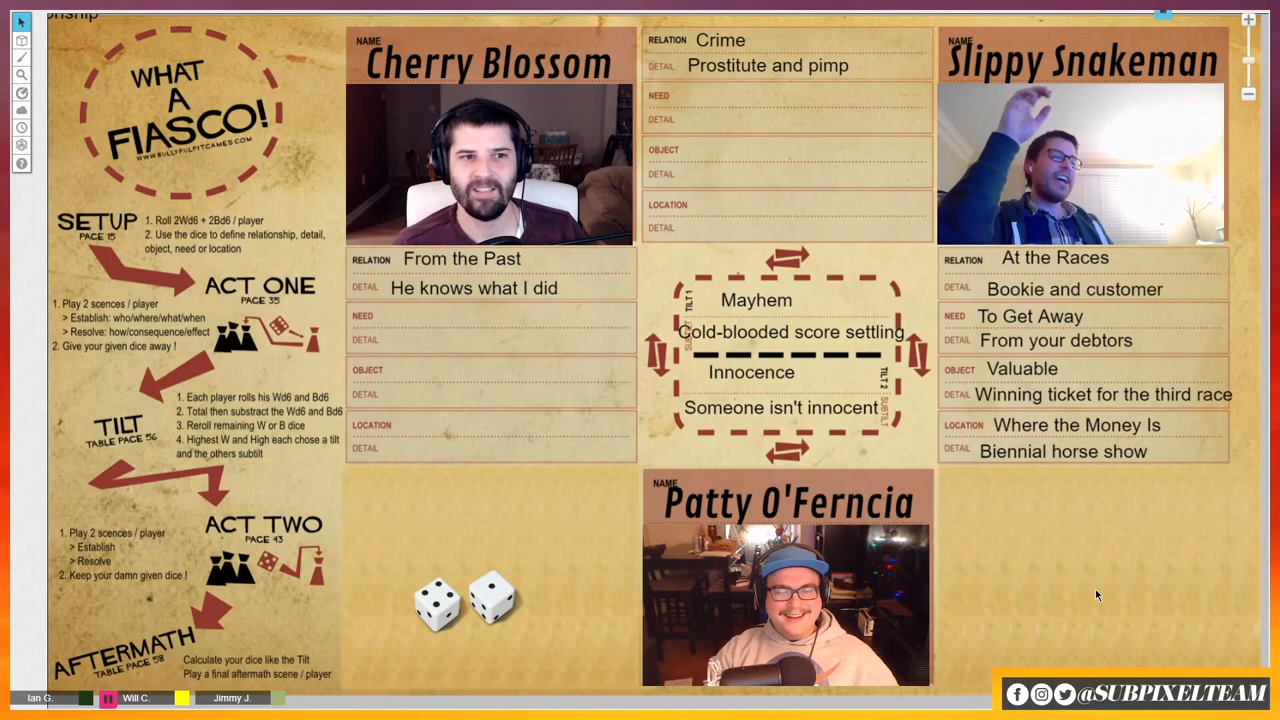 onship
WHAT
A
FIASCO!
WWW.BULLYPULPITGAMES.COM
SETUP
PAGE 15
1. Roll 2Wd6 + 2Bd6 / player
2. Use the dice to define relationship, detail,
object, need or location
ACT ONE
PAGE 35
1. Play 2 scences / player
> Establish: who/where/what/when
> Resolve: how/consequence/effect
2. Give your given dice away !
TILT
TABLE PAGE 56
1. Each player rolls his Wd6 and Bd6
2. Total then substract the Wd6 and Bd6
3. Reroll remaining W or B dice
4. Highest W and High each chose a tilt
and the others subtilt
ACT TWO
PAGE 43
1. Play 2 scences / player
> Establish
> Resolve
2. Keep your damn given dice !
AFTERMATH
TABLE PAGE 58
Calculate your dice like the Tilt
Play a final aftermath scene / player
NAME
Cherry Blossom
RELATION From the Past
DETAIL He knows what I did
NEED
DETAIL
OBJECT
DETAIL
LOCATION
DETAIL
RELATION Crime
DETAIL Prostitute and pimp
NEED
DETAIL
OBJECT
DETAIL
LOCATION
DETAIL
TILT 1
Mayhem
Cold-blooded score settling
Innocence
TILT 2
Someone isn't innocent
SUBTILT
NAME
Patty O'Ferncia
NAME
Slippy Snakeman
RELATION At the Races
DETAIL Bookie and customer
NEED To Get Away
DETAIL From your debtors
OBJECT Valuable
DETAIL Winning ticket for the third race
LOCATION Where the Money Is
DETAIL Biennial horse show
Ian G.
Will C.
Jimmy J.
@SUBPIXELTEAM